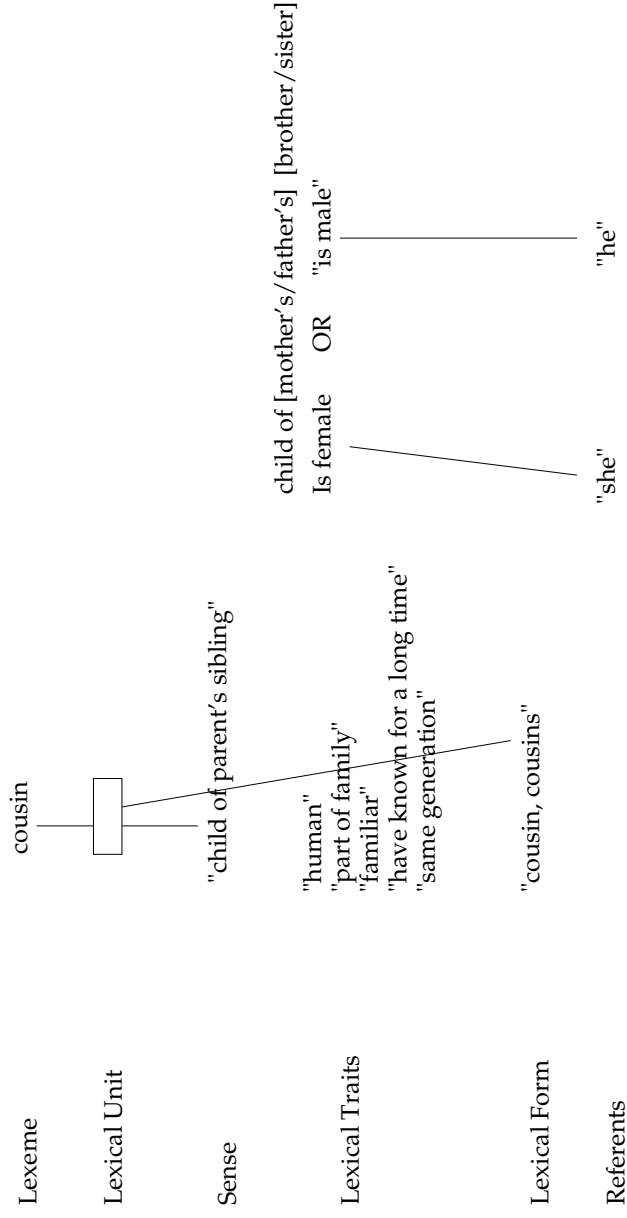 Lexeme
cousin
Lexical Unit
Sense
"child of parent's sibling"
child of [mother's/father's] [brother/sister]
Lexical Traits
"human"
"part of family"
"familiar"
"have known for a long time"
"same generation"
Is female OR "is male"
Lexical Form
"cousin, cousins"
Referents
"she"
"he"